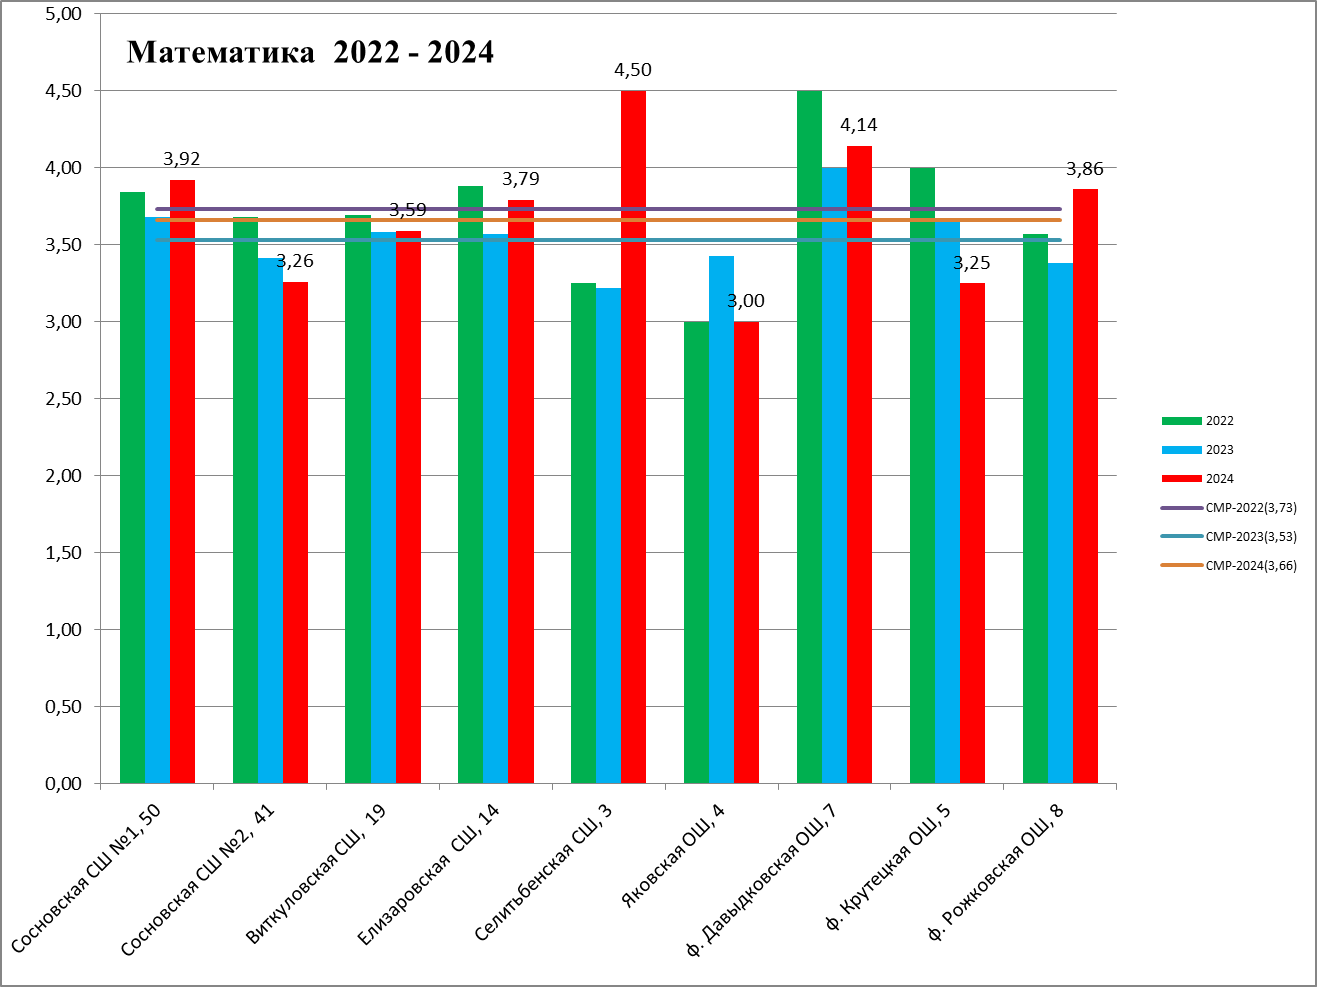 Математика  2022 - 2024
5,00
4,50
4,00
3,50
3,00
2,50
2,00
1,50
1,00
0,50
0,00
3,92
3,26
3,59
3,79
4,50
3,00
4,14
3,25
3,86
Сосновская СШ №1, 50
Сосновская СШ №2, 41
Виткуловская СШ, 19
Елизаровская СШ, 14
Селитьбенская СШ, 3
Яковская ОШ, 4
ф. Давыдковская ОШ, 7
ф. Крутецкая ОШ, 5
ф. Рожковская ОШ, 8
2022
2023
2024
СМР-2022(3,73)
СМР-2023(3,53)
СМР-2024(3,66)